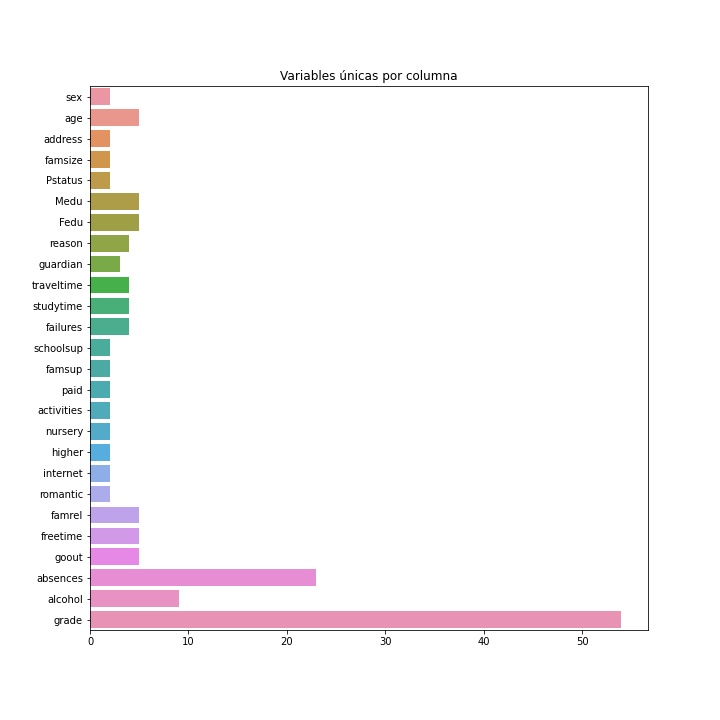 Variables únicas por columna
sex
age
address
famsize
Pstatus
Medu
Fedu
reason
guardian
traveltime
studytime
failures
schoolsup
famsup
paid
activities
nursery
higher
internet
romantic
famrel
freetime
goout
absences
alcohol
grade
0 10 20 30 40 50